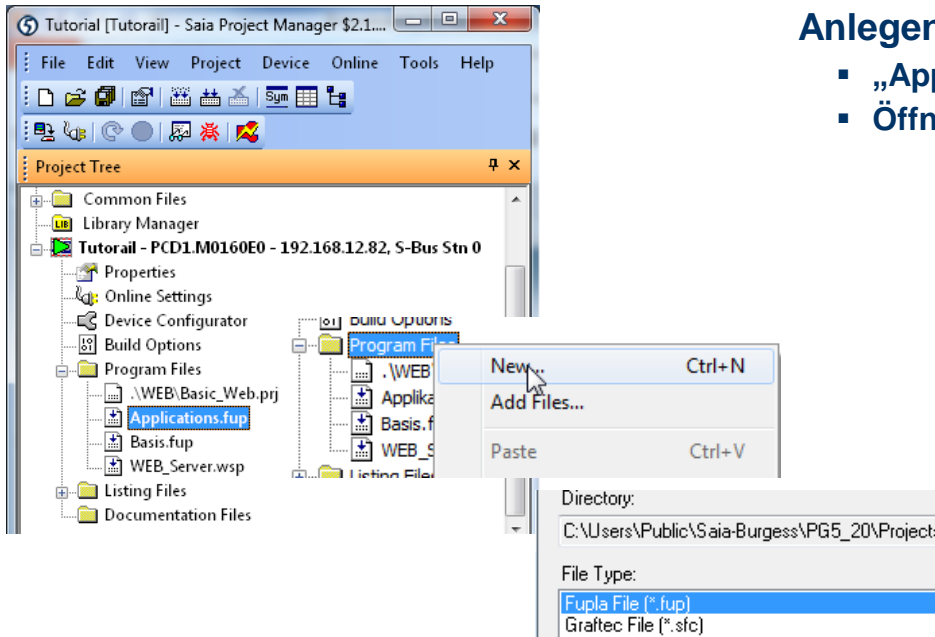 Tutorial [Tutorail] - Saia Project Manager $2.1....
File Edit View Project Device Online Tools Help
Sym
Project Tree
Common Files
LIB Library Manager
Tutorail - PCD1.M0160E0 - 192.168.12.82, S-Bus Stn 0
Properties
Online Settings
Device Configurator
Build Options
Program Files
.\WEB\Basic_Web.prj
Applications.fup
Basis.fup
WEB_Server.wsp
Listing Files
Documentation Files
Build Options
Program Files
.\WEB
Applika
Basis.f
WEB_S
Listing Files
New... Ctrl+N
Add Files...
Paste Ctrl+V
Directory:
C:\Users\Public\Saia-Burgess\PG5_20\Projects
File Type:
Fupla File (*.fup)
Graftec File (*.sfc)
Anlegen
„App
Öffn